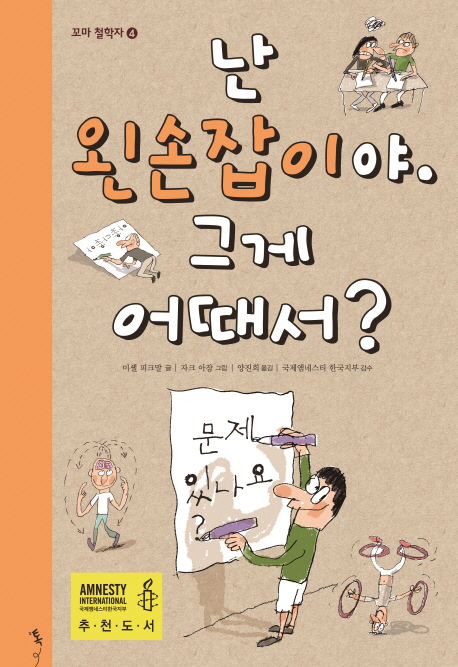 꼬마 철학자 4
난
왼손잡이야.
그게
어때서?
미셸 피크말 글 | 자크 아잠 그림 | 양진희 옮김 | 국제앰네스티 한국지부 감수
문제
있나요
?
AMNESTY
INTERNATIONAL
국제앰네스티한국지부
추·천·도·서
톡